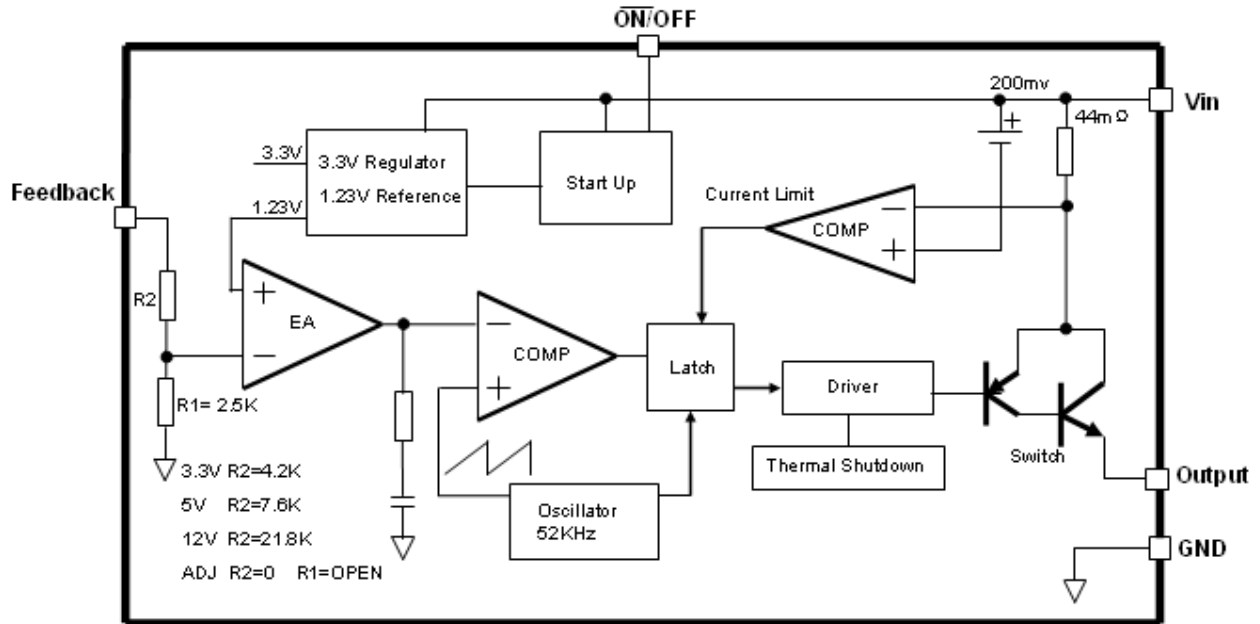 ON/OFF
200mv
Vin
44mΩ
3.3V
3.3V Regulator
1.23V Reference
Start Up
Feedback
1.23V
Current Limit
−
COMP
+
R2
+
EA
−
−
COMP
+
Latch
Driver
R1= 2.5K
Thermal Shutdown
Switch
3.3V R2=4.2K
5V R2=7.6K
12V R2=21.8K
ADJ R2=0 R1=OPEN
Oscillator
52KHz
Output
GND
+